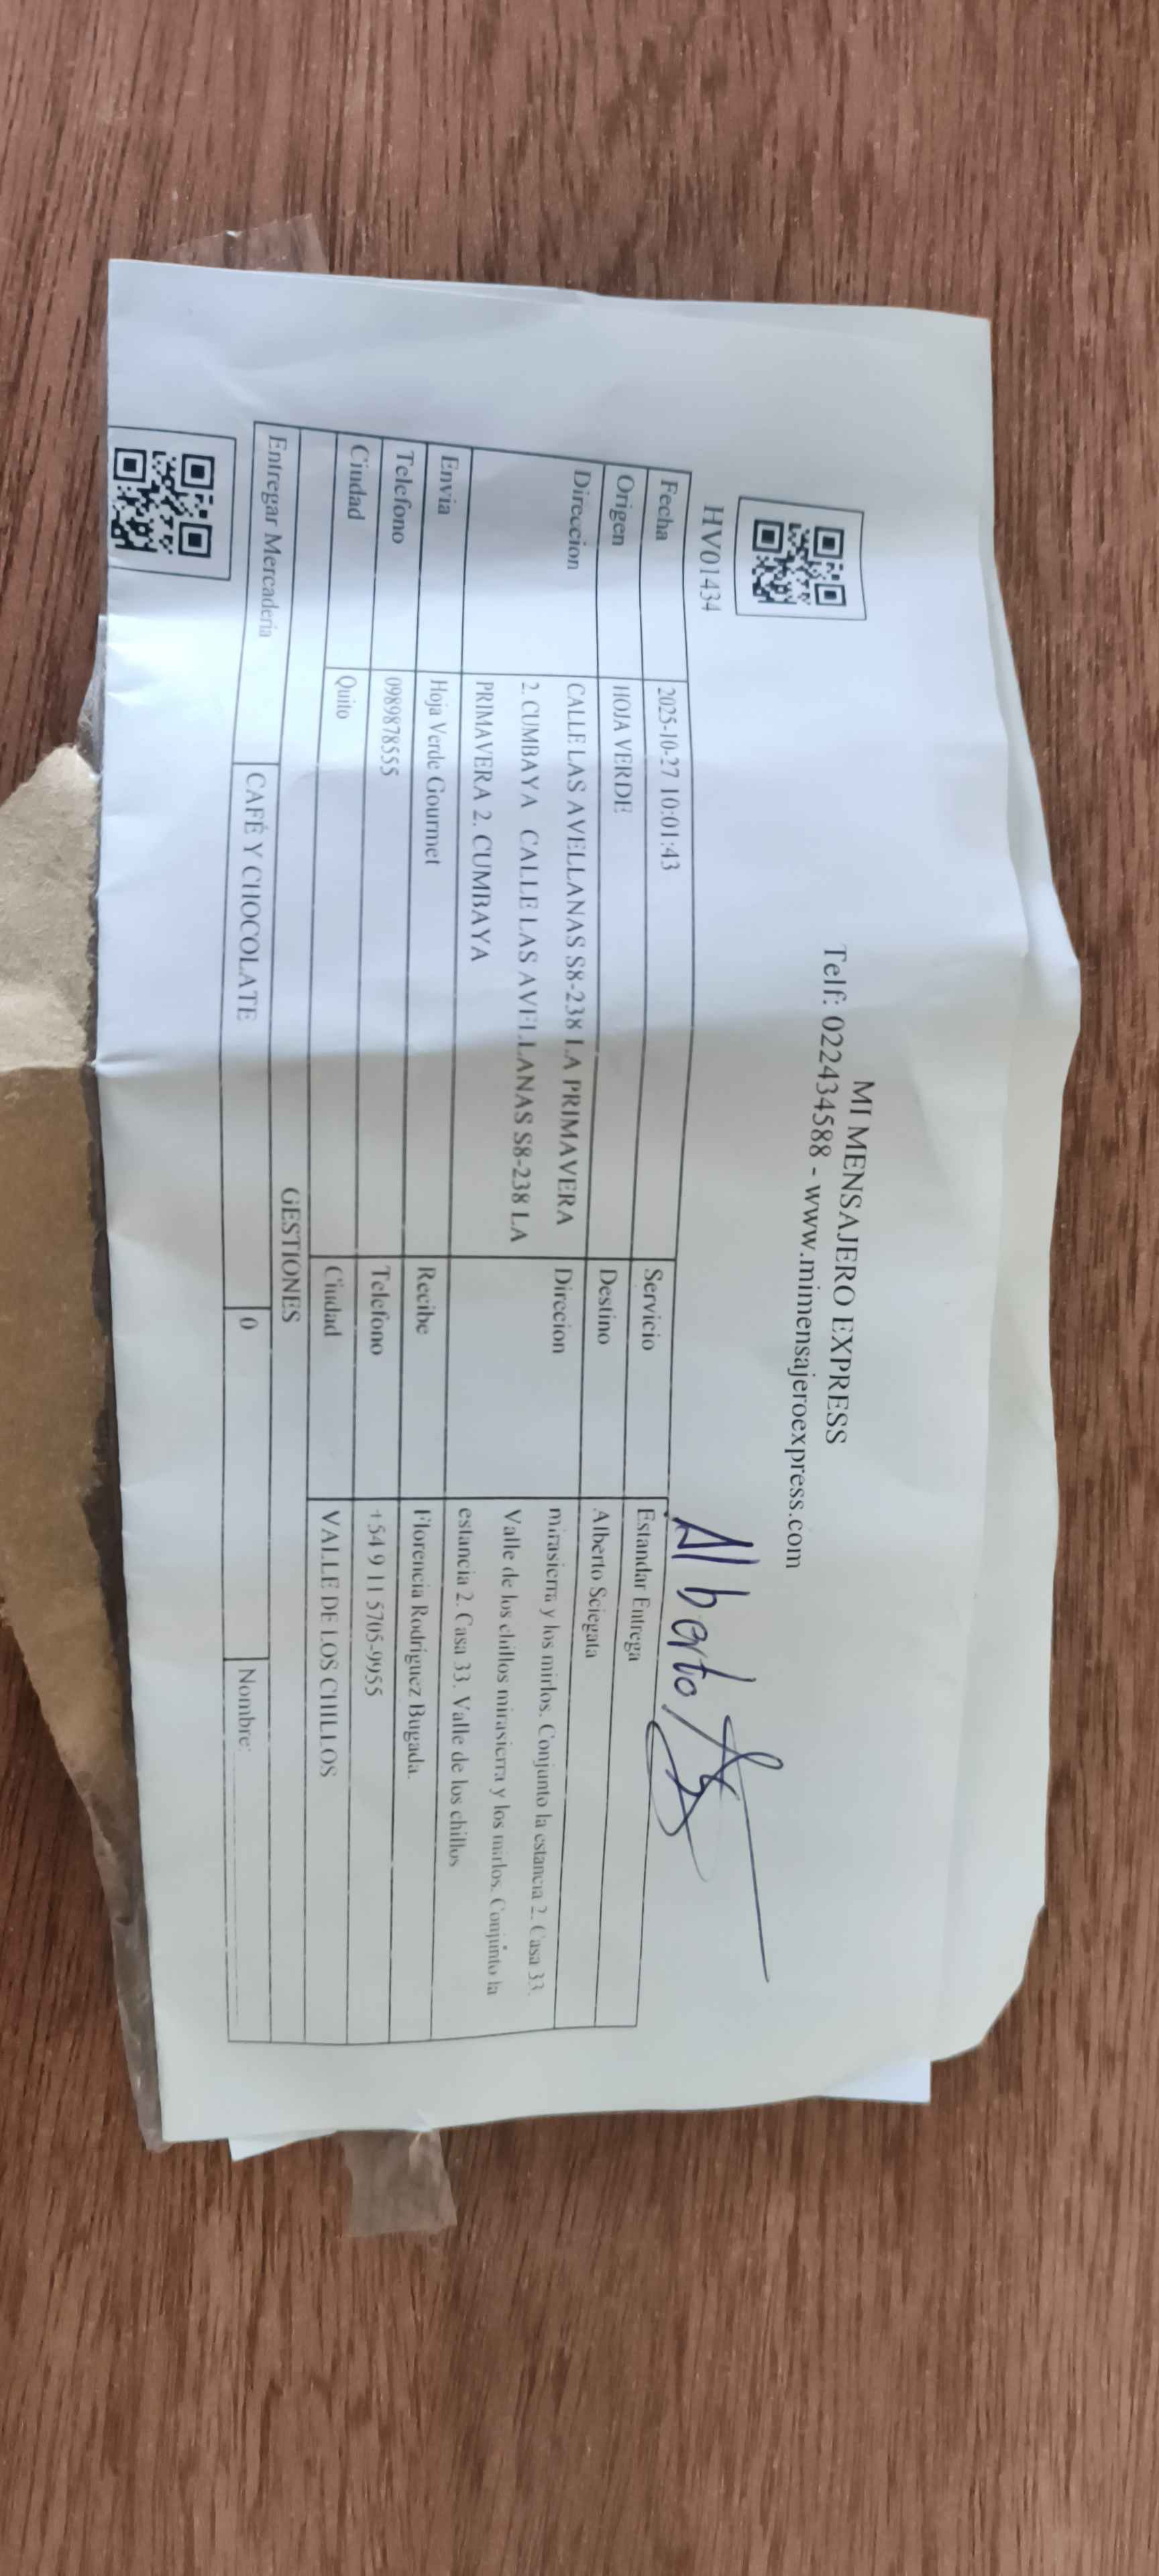 MI MENSAJERO EXPRESS
Telf: 022434588 - www.mimensajeroexpress.com
HV01434
Alberto
Fecha 2025-10-27 10:01:43 Servicio Estandar Entrega
Origen HOJA VERDE Destino Alberto Sciegata
Direccion CALLE LAS AVELLANAS S8-238 LA PRIMAVERA Direccion mirasierra y los mirlos. Conjunto la estancia 2. Casa 33.
2. CUMBAYA CALLE LAS AVELLANAS S8-238 LA Valle de los chillos mirasierra y los mirlos. Conjunto la
PRIMAVERA 2. CUMBAYA estancia 2. Casa 33. Valle de los chillos
Envia Hoja Verde Gourmet Recibe Florencia Rodriguez Bugada.
Telefono 0989878555 Telefono +54 9 11 5705-9955
Ciudad Quito Ciudad VALLE DE LOS CHILLOS
GESTIONES
Entregar Mercaderia CAFÉ Y CHOCOLATE 0 Nombre: